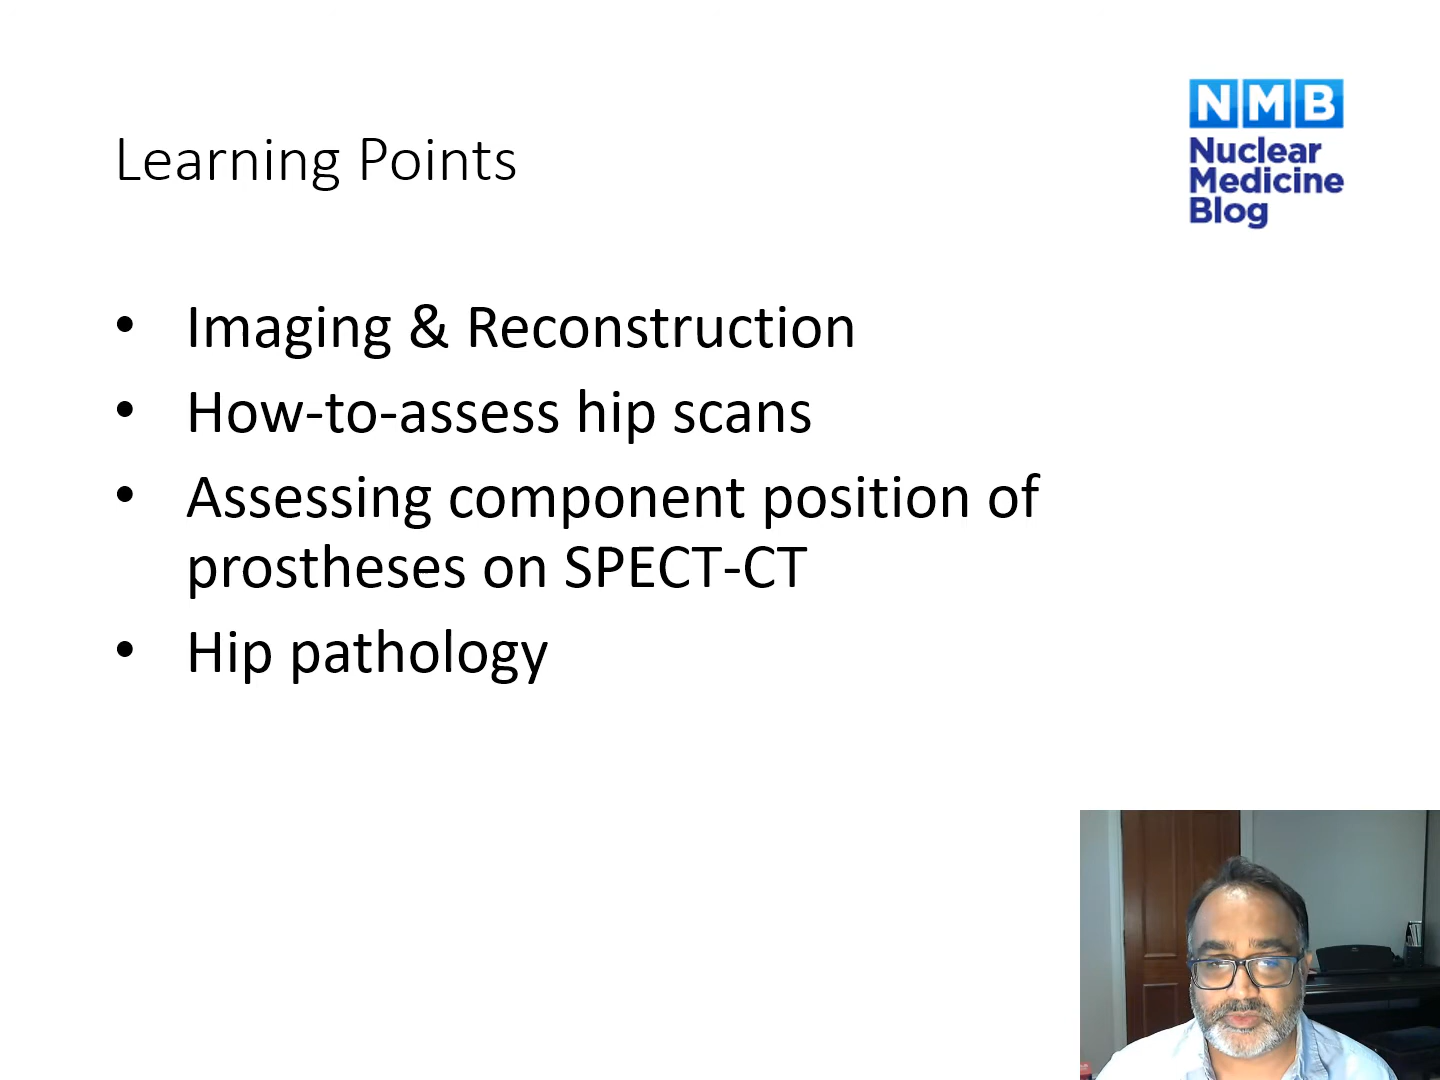 NMB
Nuclear
Medicine
Blog
Learning Points
• Imaging & Reconstruction
• How-to-assess hip scans
• Assessing component position of
prostheses on SPECT-CT
• Hip pathology